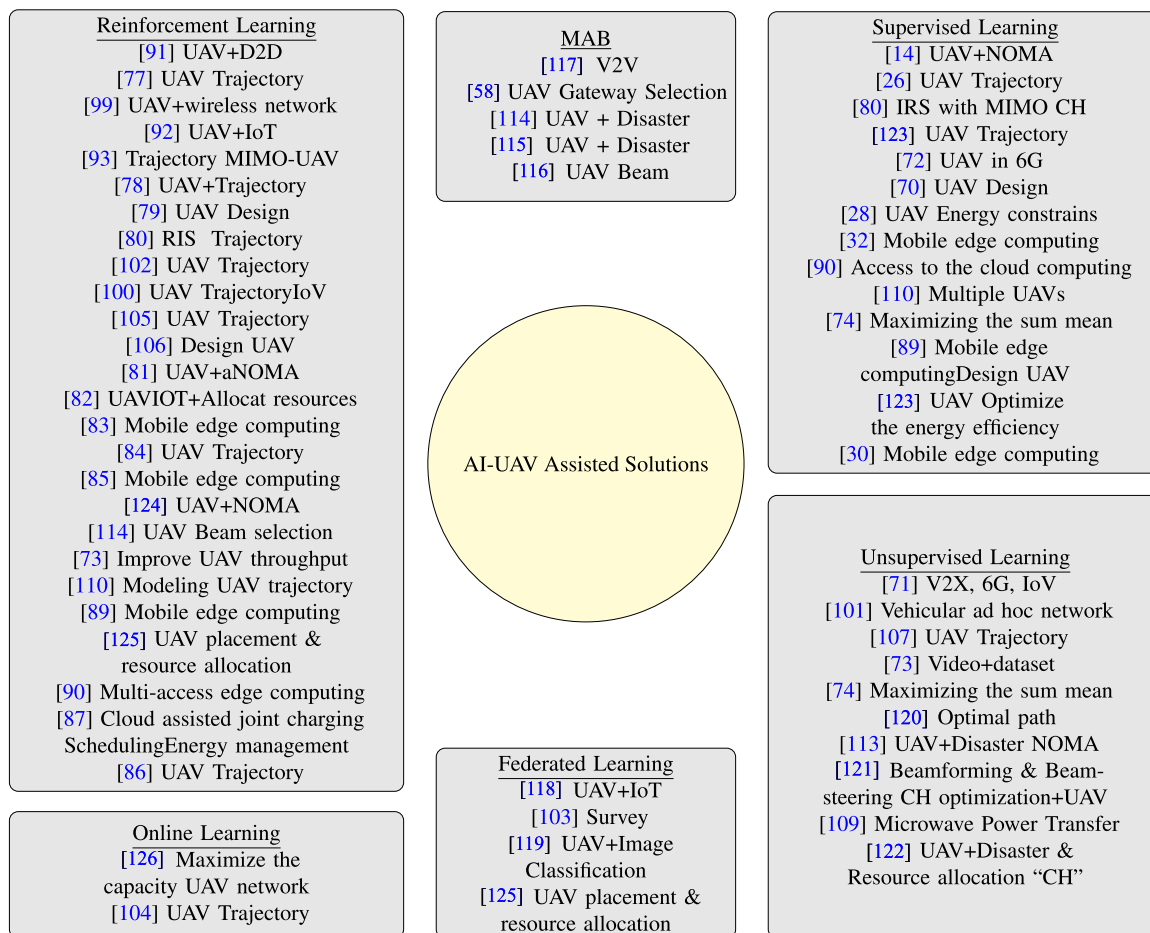 Reinforcement Learning
[91] UAV+D2D
[77] UAV Trajectory
[99] UAV+wireless network
[92] UAV+IoT
[93] Trajectory MIMO-UAV
[78] UAV+Trajectory
[79] UAV Design
[80] RIS Trajectory
[102] UAV Trajectory
[100] UAV TrajectoryIoV
[105] UAV Trajectory
[106] Design UAV
[81] UAV+aNOMA
[82] UAVIOT+Allocat resources
[83] Mobile edge computing
[84] UAV Trajectory
[85] Mobile edge computing
[124] UAV+NOMA
[114] UAV Beam selection
[73] Improve UAV throughput
[110] Modeling UAV trajectory
[89] Mobile edge computing
[125] UAV placement &
resource allocation
[90] Multi-access edge computing
[87] Cloud assisted joint charging
SchedulingEnergy management
[86] UAV Trajectory
Online Learning
[126] Maximize the
capacity UAV network
[104] UAV Trajectory
MAB
[117] V2V
[58] UAV Gateway Selection
[114] UAV + Disaster
[115] UAV + Disaster
[116] UAV Beam
AI-UAV Assisted Solutions
Federated Learning
[118] UAV+IoT
[103] Survey
[119] UAV+Image
Classification
[125] UAV placement &
resource allocation
Supervised Learning
[14] UAV+NOMA
[26] UAV Trajectory
[80] IRS with MIMO CH
[123] UAV Trajectory
[72] UAV in 6G
[70] UAV Design
[28] UAV Energy constrains
[32] Mobile edge computing
[90] Access to the cloud computing
[110] Multiple UAVs
[74] Maximizing the sum mean
[89] Mobile edge
computingDesign UAV
[123] UAV Optimize
the energy efficiency
[30] Mobile edge computing
Unsupervised Learning
[71] V2X, 6G, IoV
[101] Vehicular ad hoc network
[107] UAV Trajectory
[73] Video+dataset
[74] Maximizing the sum mean
[120] Optimal path
[113] UAV+Disaster NOMA
[121] Beamforming & Beam-
steering CH optimization+UAV
[109] Microwave Power Transfer
[122] UAV+Disaster &
Resource allocation “CH”